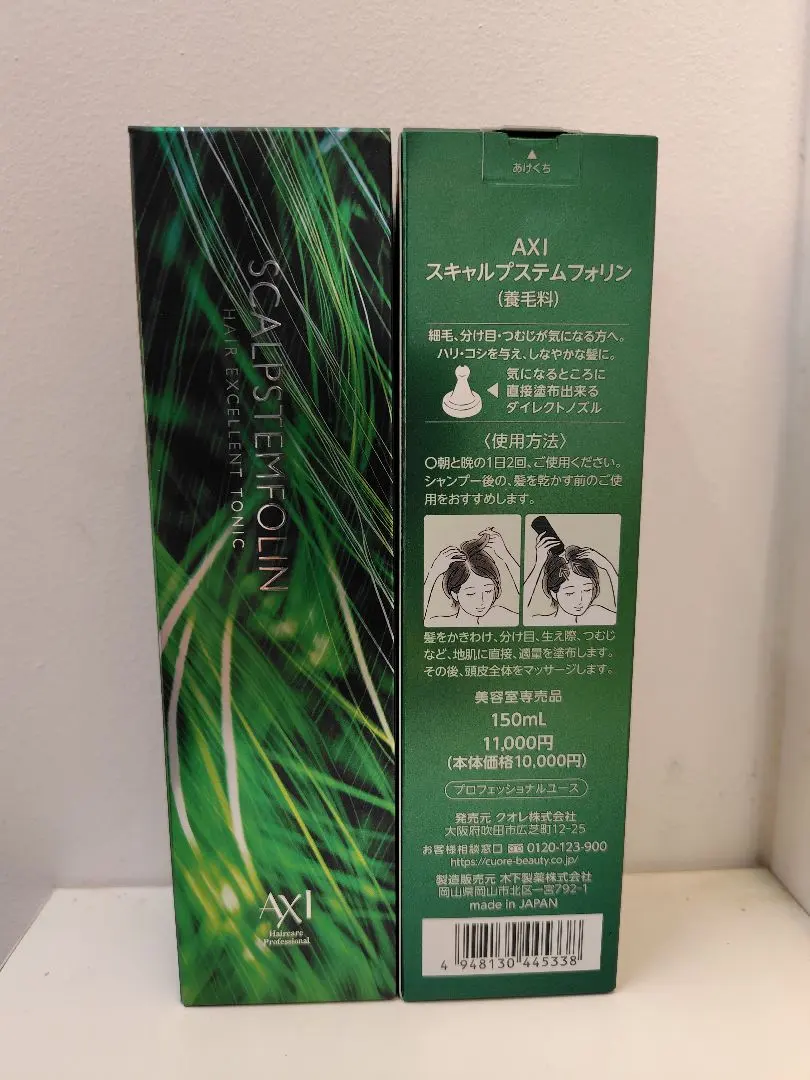 SCALPSTEMFOLIN
HAIR EXCELLENT TONIC
AXI
Haircare
Professional
あけくち
AXI
スキャルプステムフォリン
(養毛料)
細毛、分け目・つむじが気になる方へ。
ハリ・コシを与え、しなやかな髪に。
気になるところに
直接塗布出来る
ダイレクトノズル
〈使用方法〉
○朝と晩の1日2回、ご使用ください。
シャンプー後の、髪を乾かす前のご使
用をおすすめします。
髪をかきわけ、分け目、生え際、つむじ
など、地肌に直接、適量を塗布します。
その後、頭皮全体をマッサージします。
美容室専売品
150mL
11,000円
(本体価格10,000円)
プロフェッショナルユース
発売元 クオレ株式会社
大阪府吹田市広芝町12-25
お客様相談窓口 0120-123-900
https://cuore-beauty.co.jp/
製造販売元 木下製薬株式会社
岡山県岡山市北区一宮792-1
made in JAPAN
4 948130 445338